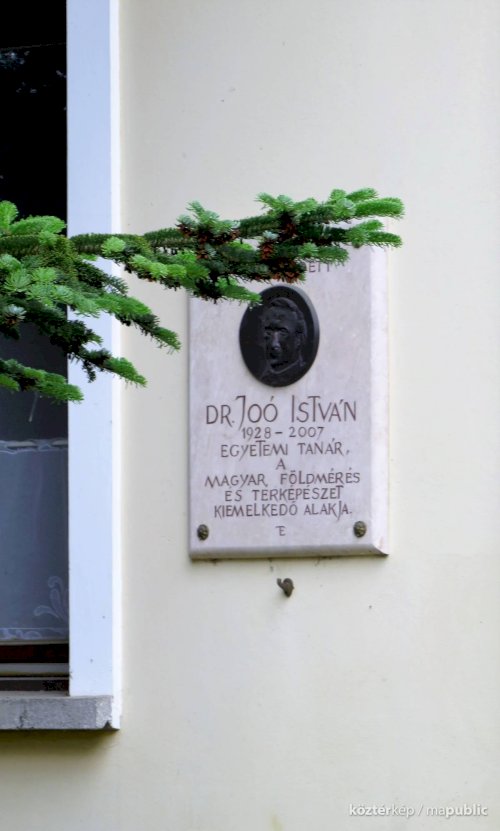 DR. JOÓ ISTVÁN
1928 - 2007
EGYETEMI TANÁR,
A
MAGYAR FÖLDMÉRÉS
ÉS TÉRKÉPÉSZET
KIEMELKEDŐ ALAKJA.
köztérkép / mapublic